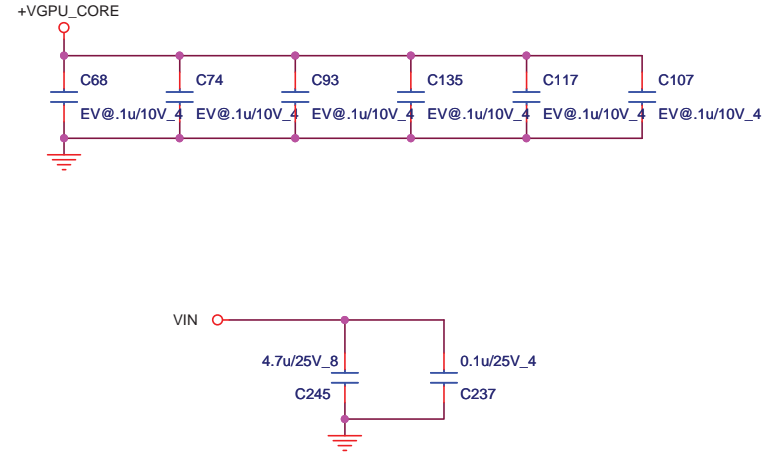 +VGPU_CORE
C68 C74 C93 C135 C117 C107
EV@.1u/10V_4 EV@.1u/10V_4 EV@.1u/10V_4 EV@.1u/10V_4 EV@.1u/10V_4 EV@.1u/10V_4
VIN
4.7u/25V_8 0.1u/25V_4
C245 C237